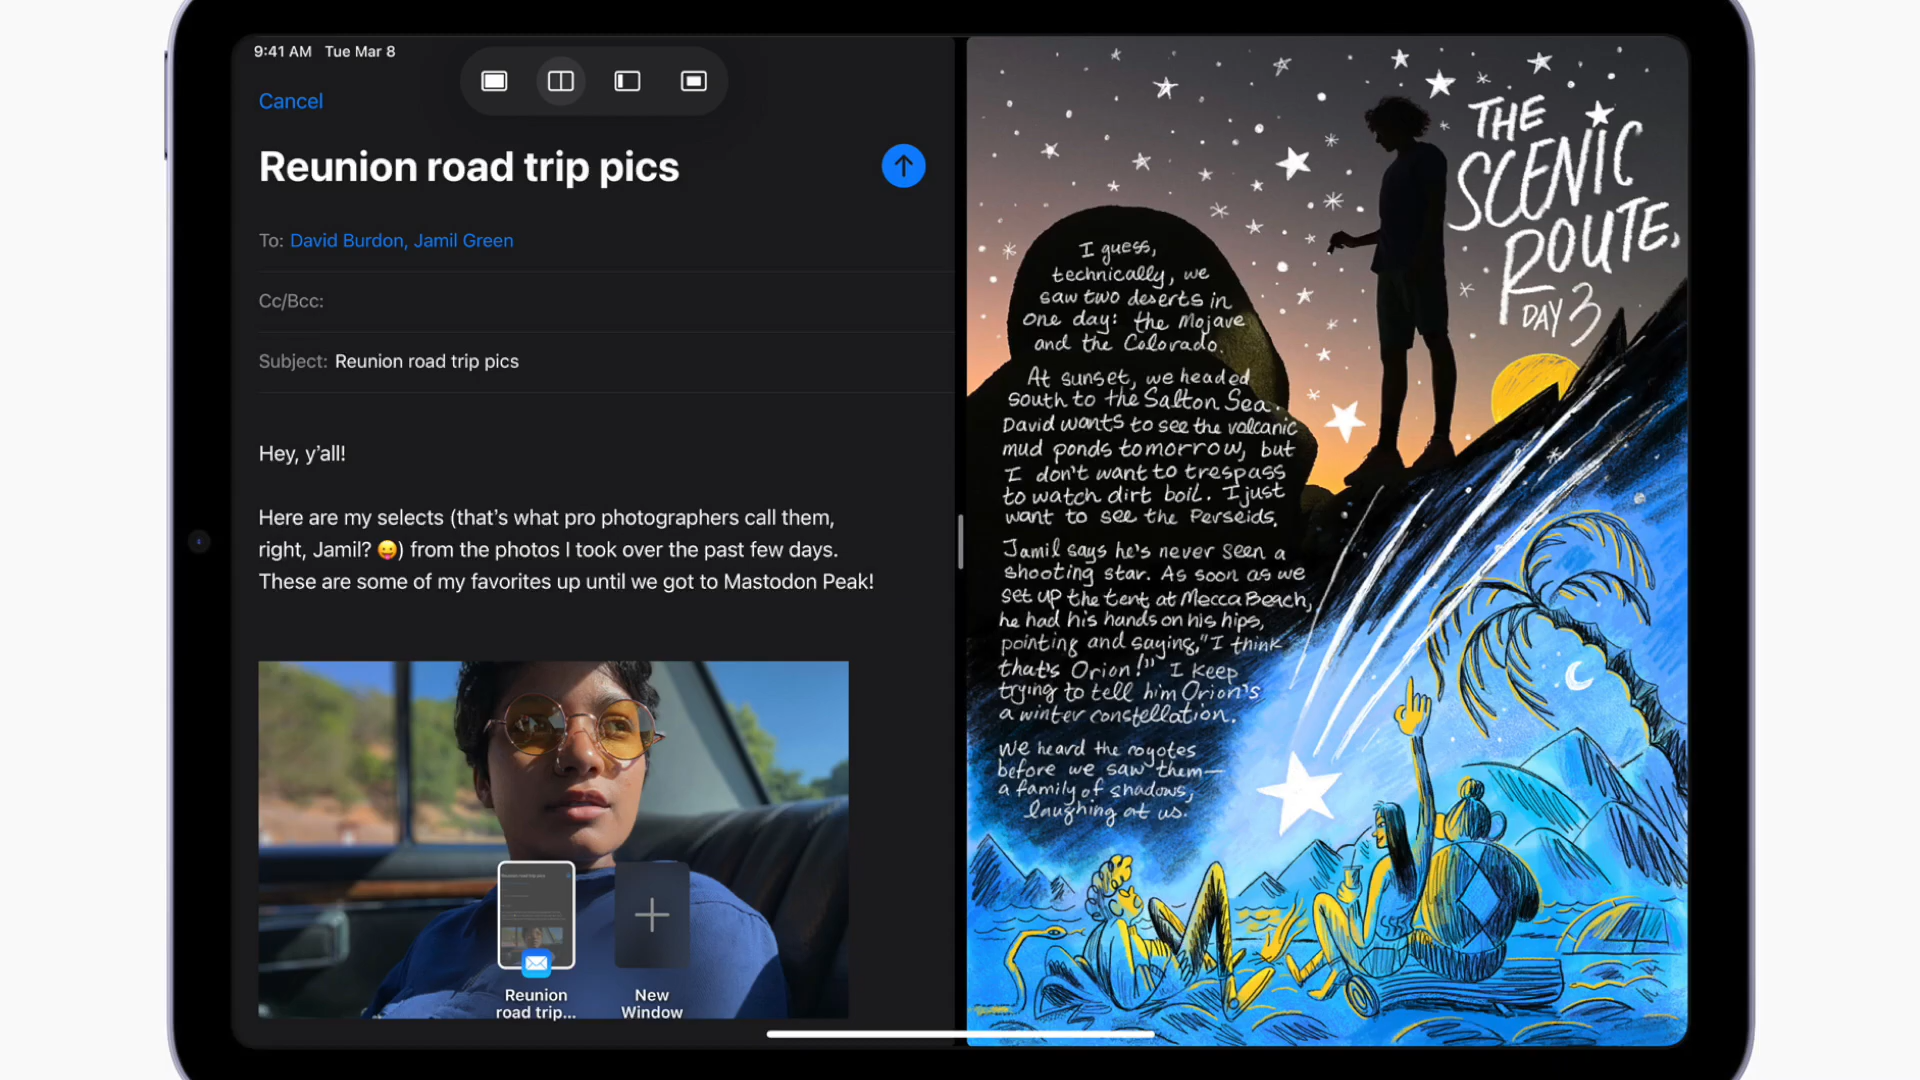 9:41 AM Tue Mar 8
Cancel
Reunion road trip pics
To: David Burdon, Jamil Green
Cc/Bcc:
Subject: Reunion road trip pics
Hey, y’all!
Here are my selects (that’s what pro photographers call them,
right, Jamil? 😛) from the photos I took over the past few days.
These are some of my favorites up until we got to Mastodon Peak!
Reunion
road trip...
New
Window
THE
SCENIC
ROUTE,
DAY 3
I guess,
technically, we
saw two deserts in
one day: the Mojave
and the Colorado.
At sunset, we headed
south to the Salton Sea.
David wants to see the volcanic
mud ponds tomorrow, but
I don't want to trespass
to watch dirt boil. I just
want to see the Perseids.
Jamil says he's never seen a
shooting star. As soon as we
set up the tent at Mecca Beach,
he had his hands on his hips,
pointing and saying, "I think
that's Orion!" I keep
trying to tell him Orion's
a winter constellation.
We heard the coyotes
before we saw them—
a family of shadows,
laughing at us.